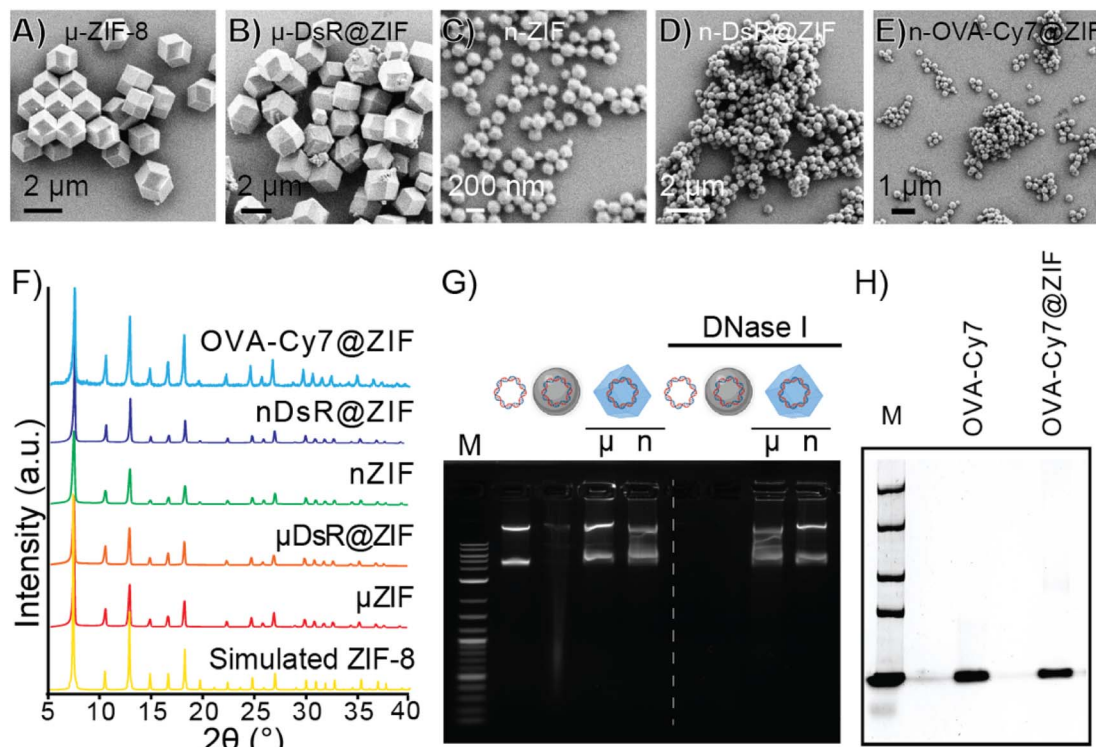 A) μ-ZIF-8
B) μ-DsR@ZIF
C) n-ZIF
D) n-DsR@ZIF
E) n-OVA-Cy7@ZIF
2 μm
2 μm
200 nm
2 μm
1 μm
F)
OVA-Cy7@ZIF
nDsR@ZIF
nZIF
μDsR@ZIF
μZIF
Simulated ZIF-8
Intensity (a.u.)
5 10 15 20 25 30 35 40
2θ (°)
G)
DNase I
M μ n μ n
H)
M
OVA-Cy7
OVA-Cy7@ZIF